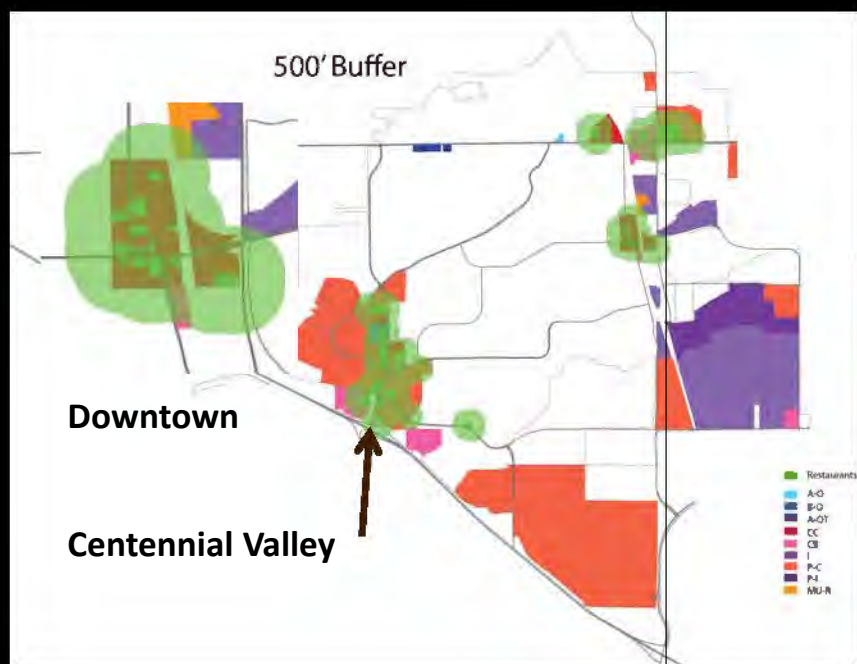 500' Buffer
Downtown
Centennial Valley
Restaurants
A-O
B-O
A-OT
CC
CB
I
P-C
P-I
MU-R